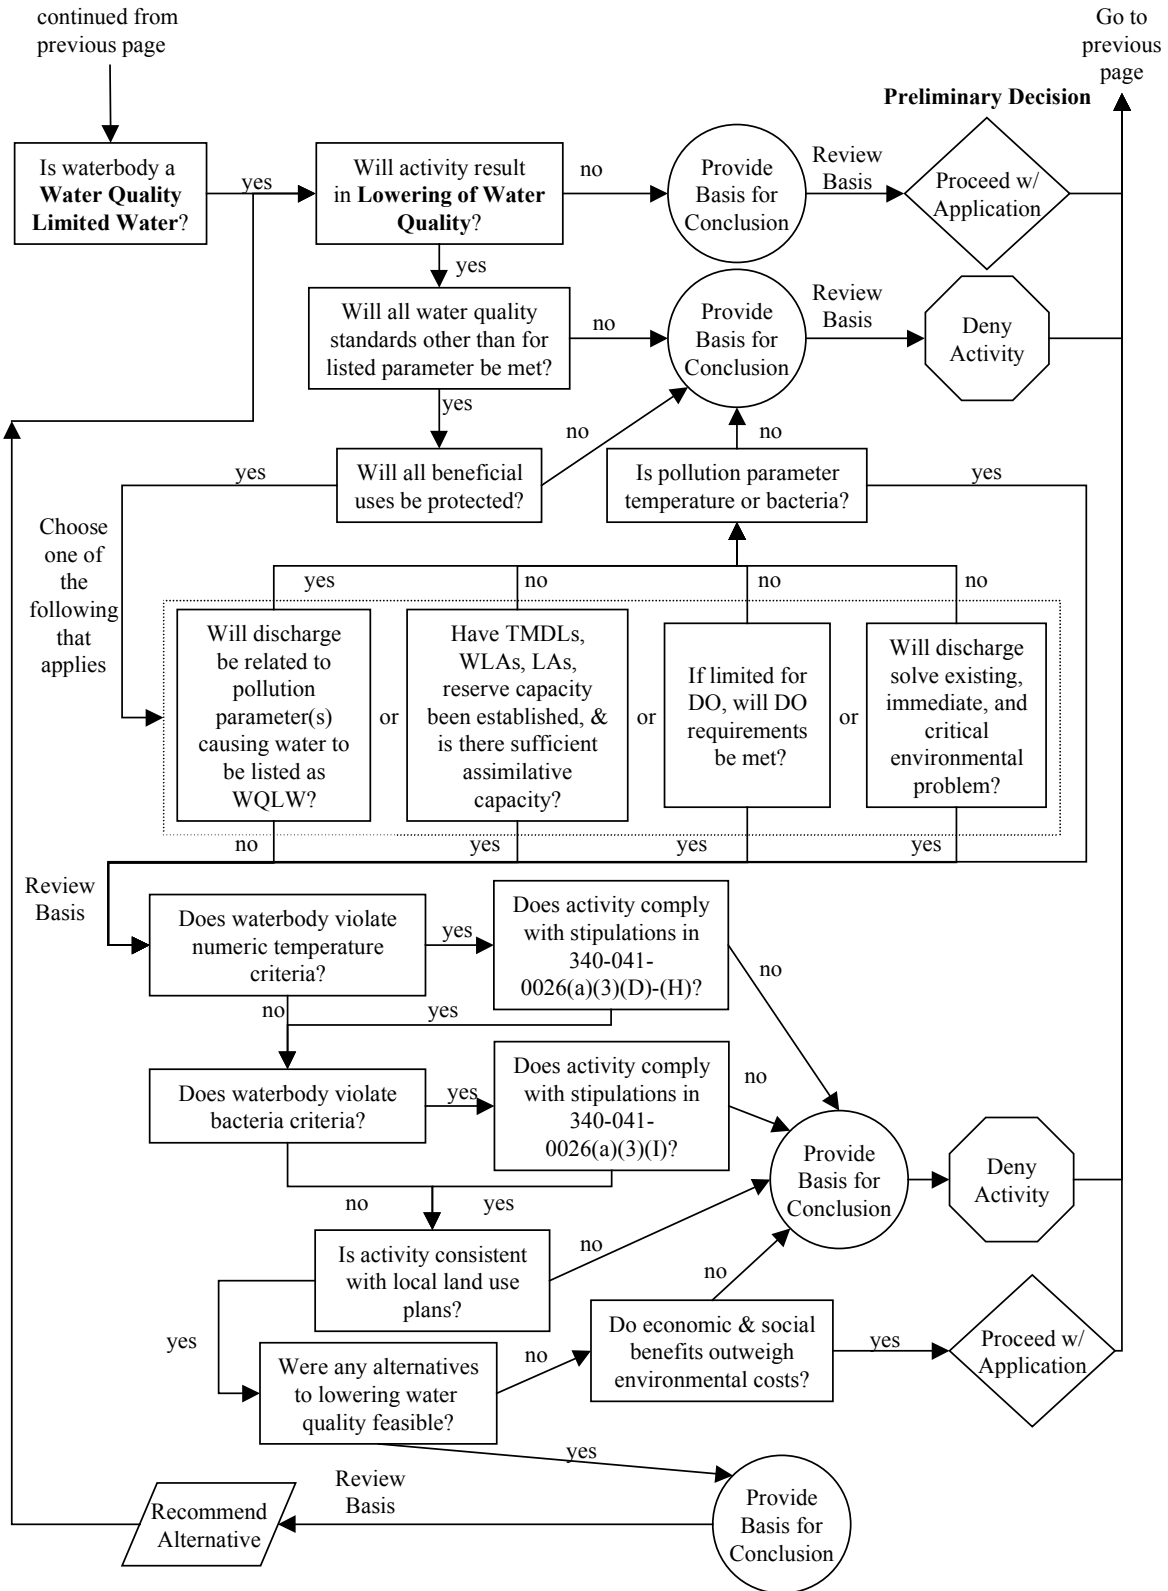 continued from
previous page
Go to
previous
page
Preliminary Decision
Is waterbody a
Water Quality
Limited Water?
yes
Will activity result
in Lowering of Water
Quality?
no
Provide
Basis for
Conclusion
Review
Basis
Proceed w/
Application
yes
Will all water quality
standards other than for
listed parameter be met?
no
Provide
Basis for
Conclusion
Review
Basis
Deny
Activity
yes
no
no
yes
Will all beneficial
uses be protected?
Is pollution parameter
temperature or bacteria?
yes
Choose
one of
the
following
that
applies
yes
no
no
no
Will discharge
be related to
pollution
parameter(s)
causing water to
be listed as
WQLW?
or
Have TMDLs,
WLAs, LAs,
reserve capacity
been established, &
is there sufficient
assimilative
capacity?
or
If limited for
DO, will DO
requirements
be met?
or
Will discharge
solve existing,
immediate, and
critical
environmental
problem?
no
yes
yes
yes
Review
Basis
Does waterbody violate
numeric temperature
criteria?
yes
Does activity comply
with stipulations in
340-041-
0026(a)(3)(D)-(H)?
no
no
yes
Does waterbody violate
bacteria criteria?
yes
Does activity comply
with stipulations in
340-041-
0026(a)(3)(I)?
no
Provide
Basis for
Conclusion
Deny
Activity
no
yes
Is activity consistent
with local land use
plans?
no
no
yes
Were any alternatives
to lowering water
quality feasible?
no
Do economic & social
benefits outweigh
environmental costs?
yes
Proceed w/
Application
yes
Review
Basis
Recommend
Alternative
Provide
Basis for
Conclusion